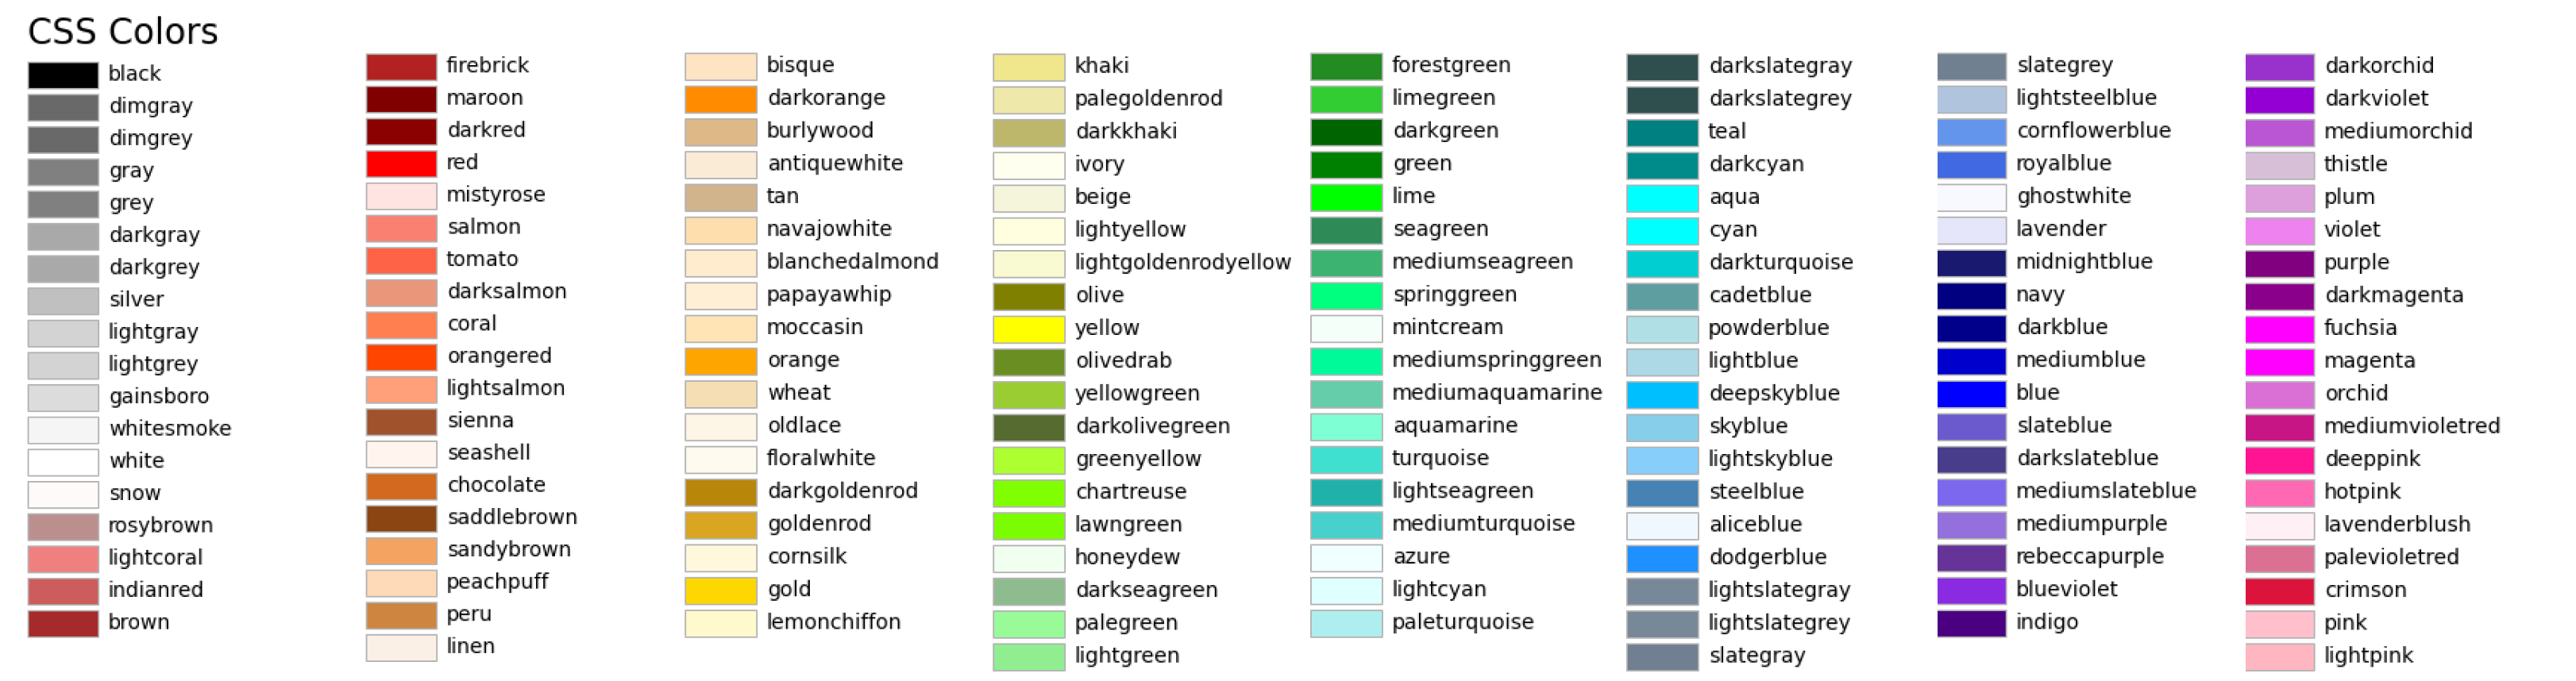 CSS Colors
black
dimgray
dimgrey
gray
grey
darkgray
darkgrey
silver
lightgray
lightgrey
gainsboro
whitesmoke
white
snow
rosybrown
lightcoral
indianred
brown
firebrick
maroon
darkred
red
mistyrose
salmon
tomato
darksalmon
coral
orangered
lightsalmon
sienna
seashell
chocolate
saddlebrown
sandybrown
peachpuff
peru
linen
bisque
darkorange
burlywood
antiquewhite
tan
navajowhite
blanchedalmond
papayawhip
moccasin
orange
wheat
oldlace
floralwhite
darkgoldenrod
goldenrod
cornsilk
gold
lemonchiffon
khaki
palegoldenrod
darkkhaki
ivory
beige
lightyellow
lightgoldenrodyellow
olive
yellow
olivedrab
yellowgreen
darkolivegreen
greenyellow
chartreuse
lawngreen
honeydew
darkseagreen
palegreen
lightgreen
forestgreen
limegreen
darkgreen
green
lime
seagreen
mediumseagreen
springgreen
mintcream
mediumspringgreen
mediumaquamarine
aquamarine
turquoise
lightseagreen
mediumturquoise
azure
lightcyan
paleturquoise
darkslategray
darkslategrey
teal
darkcyan
aqua
cyan
darkturquoise
cadetblue
powderblue
lightblue
deepskyblue
skyblue
lightskyblue
steelblue
aliceblue
dodgerblue
lightslategray
lightslategrey
slategray
slategrey
lightsteelblue
cornflowerblue
royalblue
ghostwhite
lavender
midnightblue
navy
darkblue
mediumblue
blue
slateblue
darkslateblue
mediumslateblue
mediumpurple
rebeccapurple
blueviolet
indigo
darkorchid
darkviolet
mediumorchid
thistle
plum
violet
purple
darkmagenta
fuchsia
magenta
orchid
mediumvioletred
deeppink
hotpink
lavenderblush
palevioletred
crimson
pink
lightpink